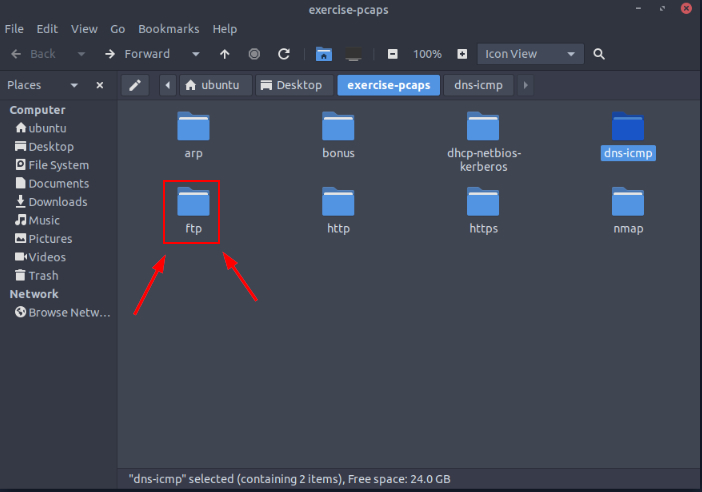 exercise-pcaps
File Edit View Go Bookmarks Help
Back Forward 100% Icon View
Places ubuntu Desktop exercise-pcaps dns-icmp
Computer
ubuntu
Desktop
File System
Documents
Downloads
Music
Pictures
Videos
Trash
Network
Browse Netw...
arp bonus dhcp-netbios-
kerberos dns-icmp
ftp http https nmap
"dns-icmp" selected (containing 2 items), Free space: 24.0 GB